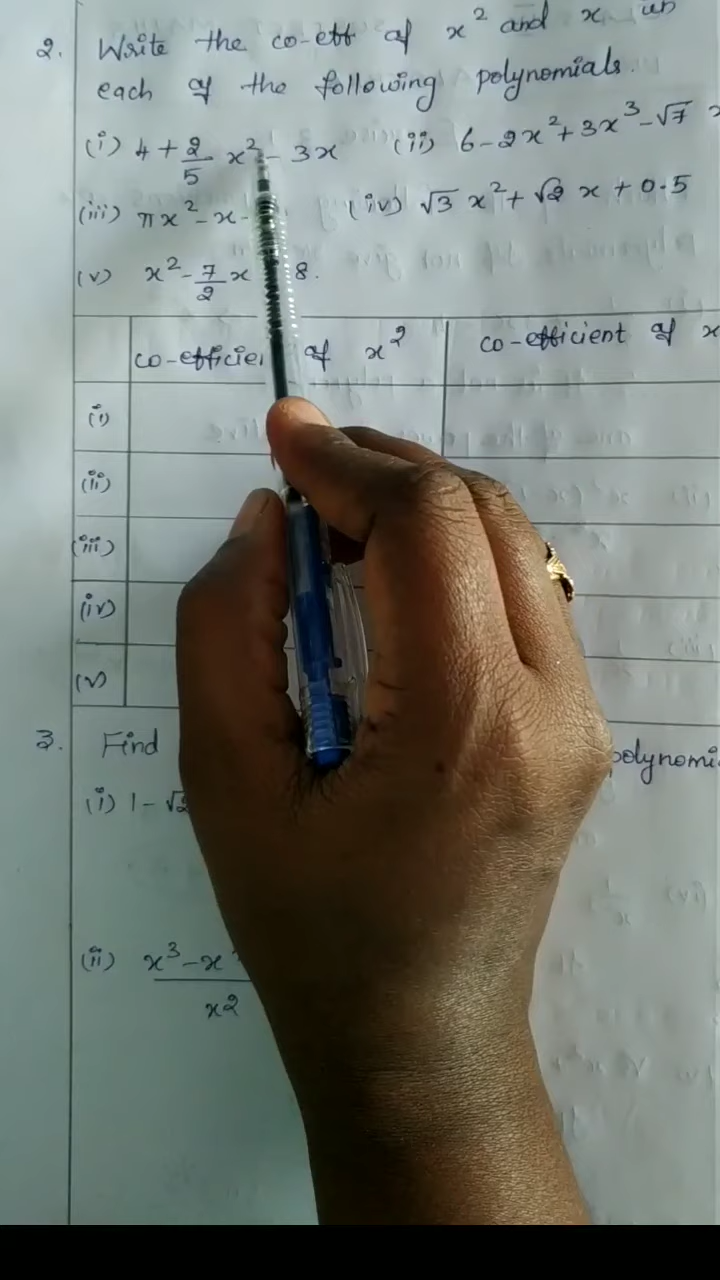 2. Write the co-eff of x² and x in
each of the following polynomials.
(i) 4 + 2/5 x² - 3x (ii) 6 - 2x² + 3x³ - √7 x
(iii) πx² - x - (iv) √3 x² + √2 x + 0.5
(v) x² - 7/2 x 8.
co-efficie of x² co-efficient of x
(i)
(ii)
(iii)
(iv)
(v)
3. Find polynomi
(i) 1 - √2
(ii) x³ - x
x2